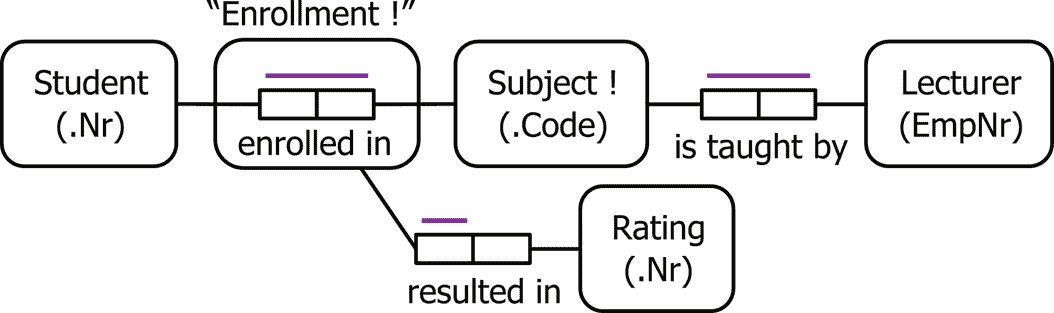 “Enrollment !”
Student
(.Nr)
enrolled in
Subject !
(.Code)
is taught by
Lecturer
(EmpNr)
resulted in
Rating
(.Nr)